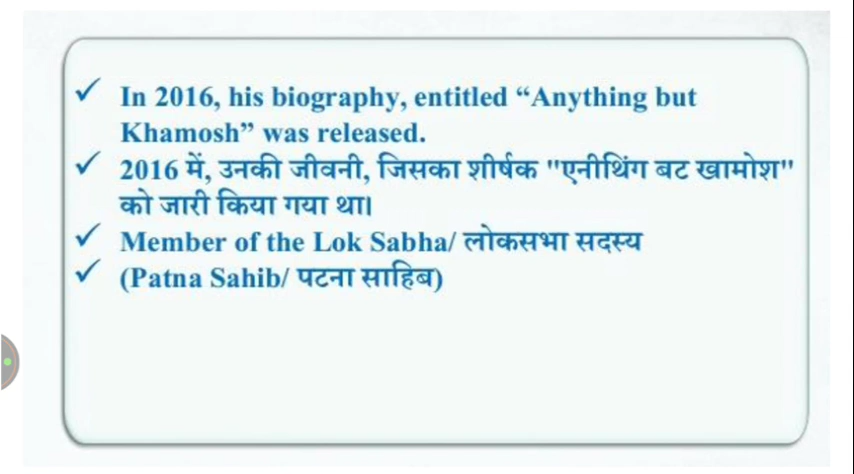 ✓ In 2016, his biography, entitled “Anything but
Khamosh” was released.
✓ 2016 में, उनकी जीवनी, जिसका शीर्षक "एनीथिंग बट खामोश"
को जारी किया गया था।
✓ Member of the Lok Sabha/ लोकसभा सदस्य
✓ (Patna Sahib/ पटना साहिब)